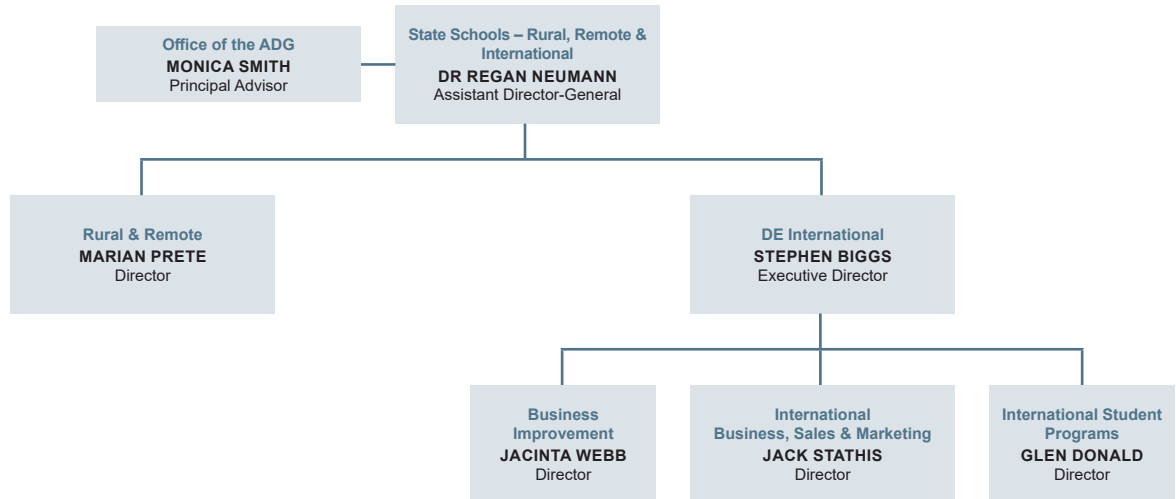 Office of the ADG
MONICA SMITH
Principal Advisor
State Schools – Rural, Remote &
International
DR REGAN NEUMANN
Assistant Director-General
Rural & Remote
MARIAN PRETE
Director
DE International
STEPHEN BIGGS
Executive Director
Business
Improvement
JACINTA WEBB
Director
International
Business, Sales & Marketing
JACK STATHIS
Director
International Student
Programs
GLEN DONALD
Director